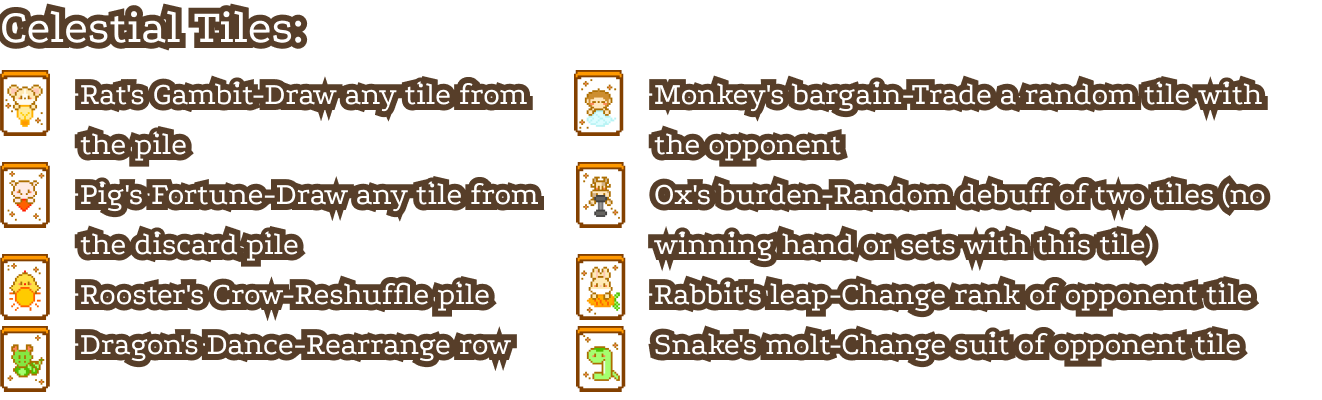 Celestial Tiles:
Rat's Gambit-Draw any tile from
the pile
Pig's Fortune-Draw any tile from
the discard pile
Rooster's Crow-Reshuffle pile
Dragon's Dance-Rearrange row
Monkey's bargain-Trade a random tile with
the opponent
Ox's burden-Random debuff of two tiles (no
winning hand or sets with this tile)
Rabbit's leap-Change rank of opponent tile
Snake's molt-Change suit of opponent tile